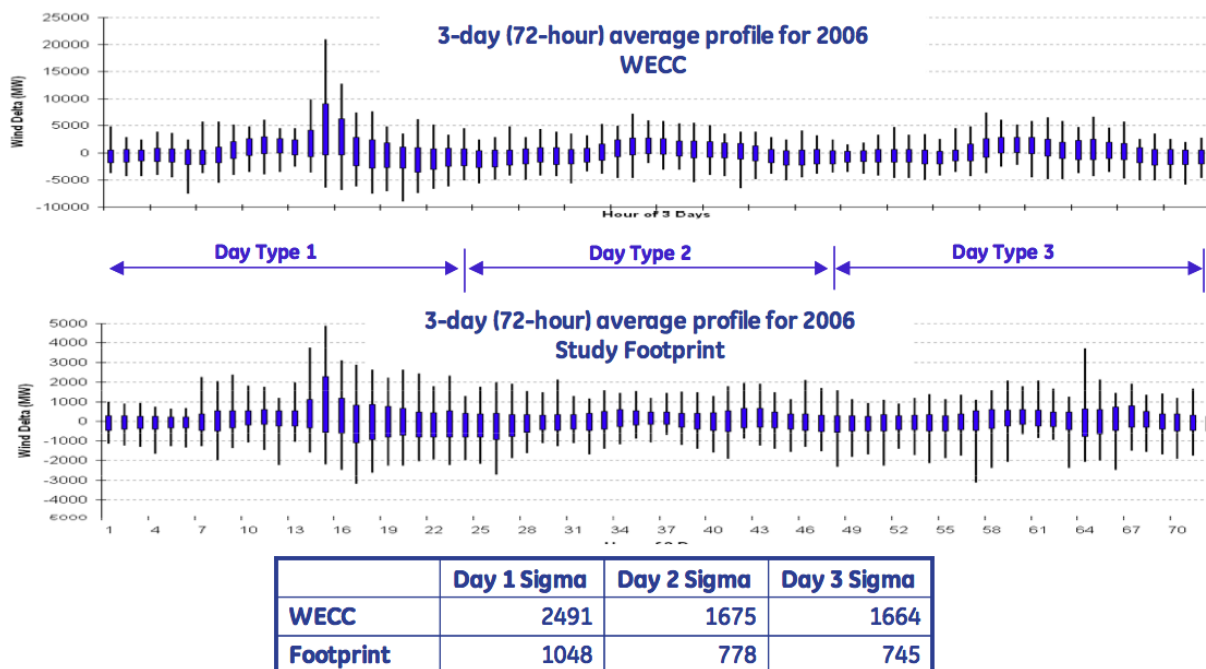 25000
3-day (72-hour) average profile for 2006
WECC
20000
15000
10000
5000
0
-5000
-10000
Wind Delta (MW)
Hour of 3 Days
Day Type 1 Day Type 2 Day Type 3
3-day (72-hour) average profile for 2006
Study Footprint
5000
4000
3000
2000
1000
0
-1000
-2000
-3000
-4000
Wind Delta (MW)
1 4 7 10 13 16 19 22 25 28 31 34 37 40 43 46 49 52 55 58 61 64 67 70
Day 1 Sigma Day 2 Sigma Day 3 Sigma
WECC 2491 1675 1664
Footprint 1048 778 745